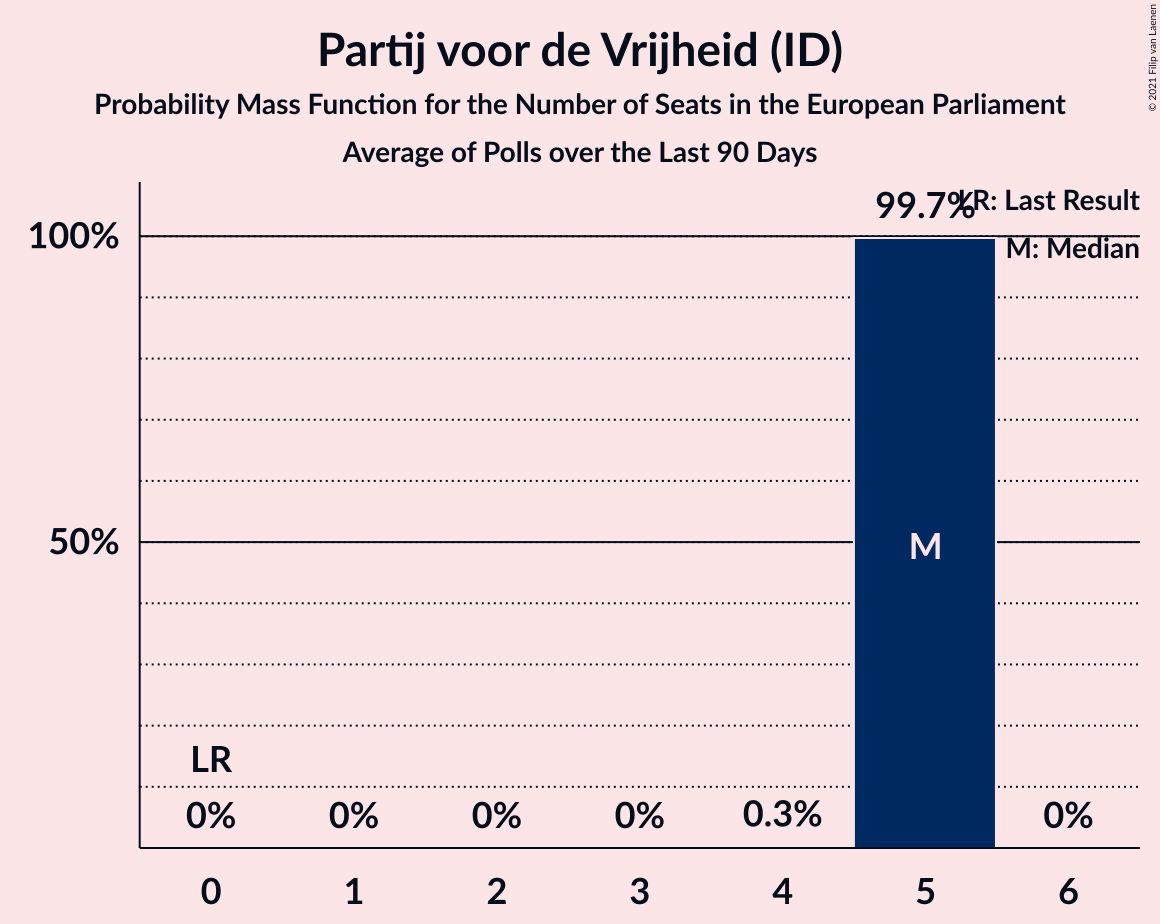 Partij voor de Vrijheid (ID)
Probability Mass Function for the Number of Seats in the European Parliament
Average of Polls over the Last 90 Days
© 2021 Filip van Laenen
LR: Last Result
M: Median
100%
50%
99.7%
M
LR
0% 0% 0% 0% 0.3% 0%
0 1 2 3 4 5 6